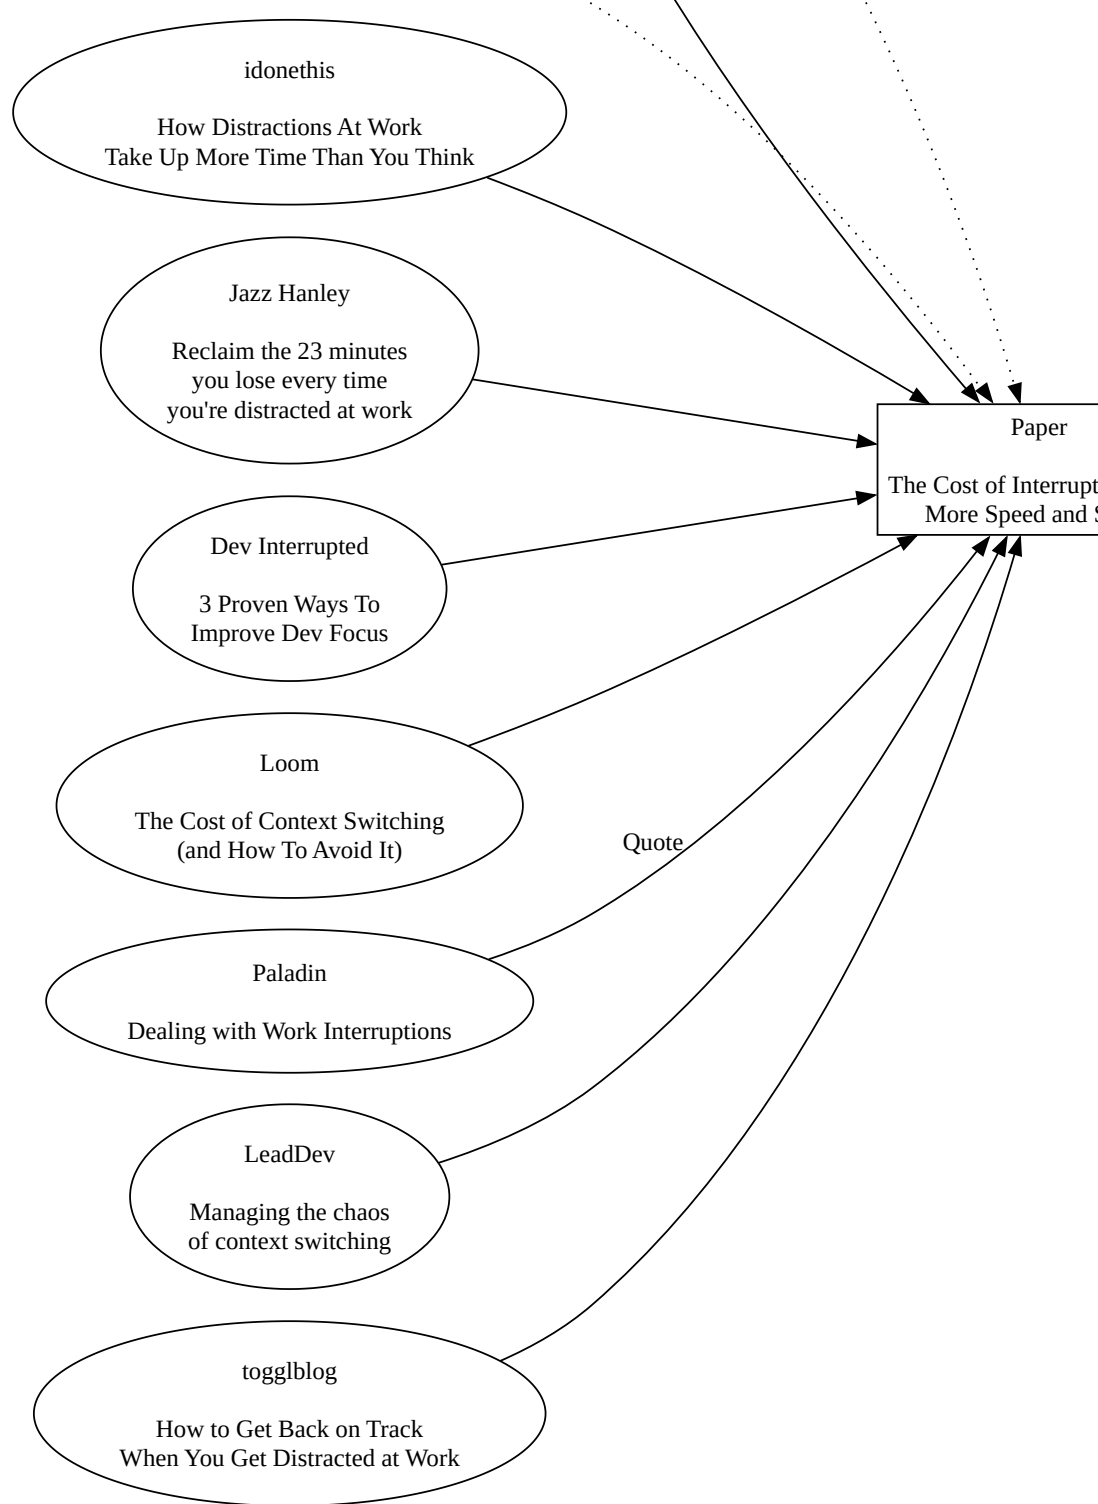 idonethis
How Distractions At Work
Take Up More Time Than You Think
Jazz Hanley
Reclaim the 23 minutes
you lose every time
you're distracted at work
Paper
The Cost of Interrupt
More Speed and S
Dev Interrupted
3 Proven Ways To
Improve Dev Focus
Loom
The Cost of Context Switching
(and How To Avoid It)
Quote
Paladin
Dealing with Work Interruptions
LeadDev
Managing the chaos
of context switching
togglblog
How to Get Back on Track
When You Get Distracted at Work